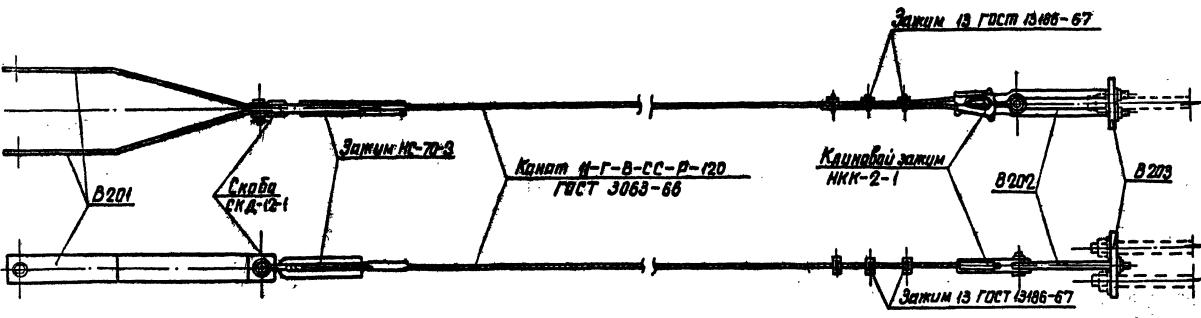 Зажим 13 ГОСТ 13186-67
Зажим НС-70-3
Канат 11-Г-В-СС-Р-120
ГОСТ 3063-66
Клиновой зажим
НКК-2-1
В201
Скоба
СКД-12-1
В202
В203
Зажим 13 ГОСТ 13186-67